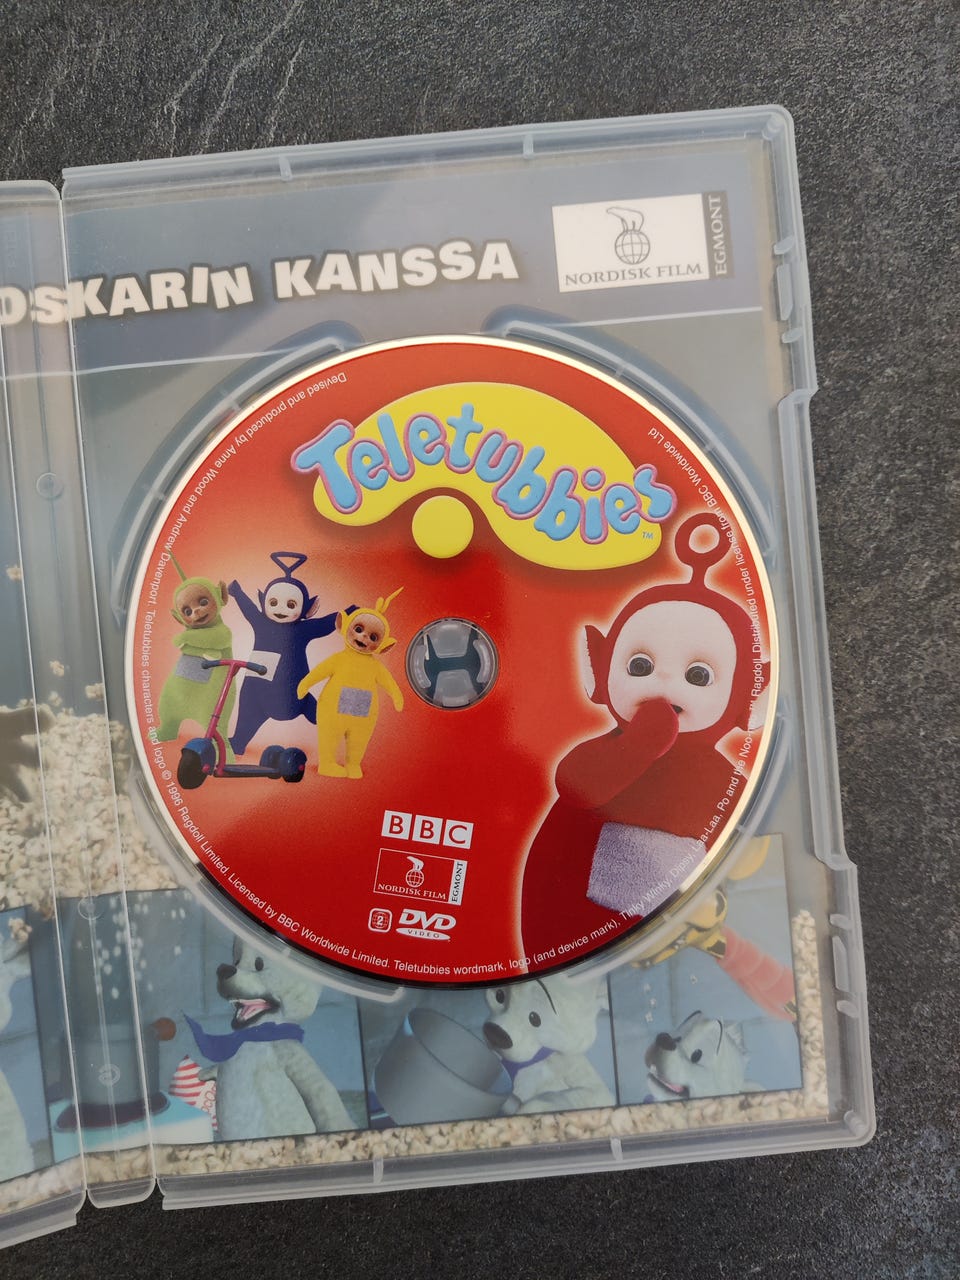 OSKARIN KANSSA
NORDISK FILM
EGMONT
Teletubbies™
BBC
NORDISK FILM
EGMONT
2
DVD
VIDEO
Devised and produced by Anne Wood and Andrew Davenport. Teletubbies characters and logo © 1996 Ragdoll Limited. Licensed by BBC Worldwide Limited. Teletubbies wordmark, logo (and device mark), Tinky Winky, Dipsy, Laa-Laa, Po and the Noo-noo ™ Ragdoll. Distributed under license from BBC Worldwide Ltd